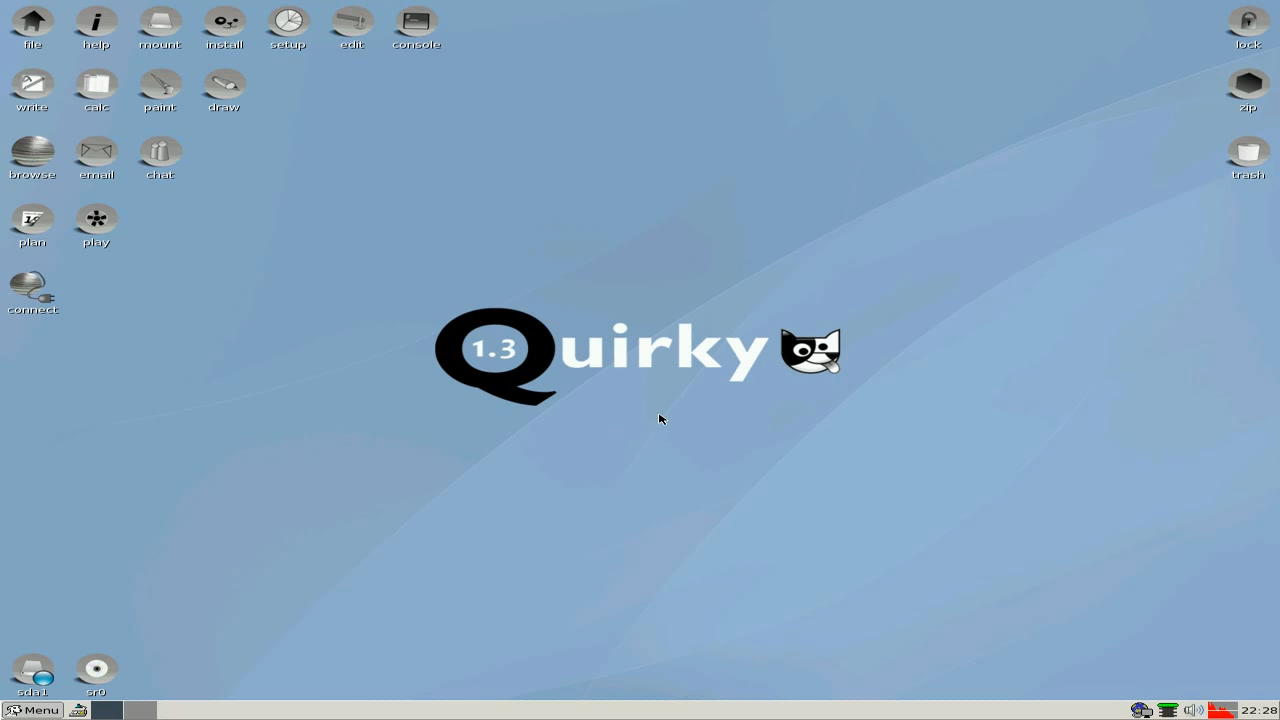 file help mount install setup edit console lock
write calc paint draw zip
browse email chat trash
plan play
connect
1.3 Quirky
sda1 sr0
Menu 22:28